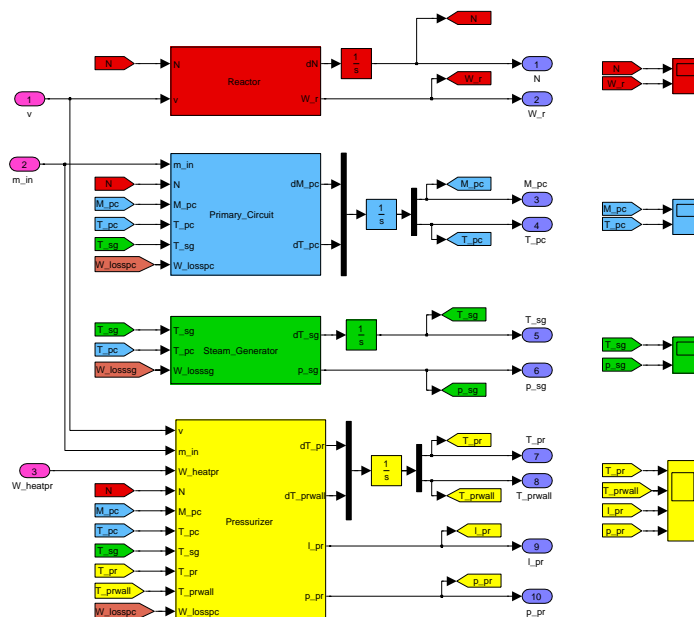 N
N
N
dN
1
s
1
N
N
Reactor
W_r
W_r
1
v
v
W_r
2
W_r
2
m_in
m_in
N
N
dM_pc
M_pc
M_pc
3
M_pc
M_pc
M_pc
Primary_Circuit
1
s
T_pc
T_pc
4
T_pc
T_pc
T_sg
T_sg
dT_pc
T_pc
W_losspc
W_losspc
T_sg
T_sg
T_sg
T_sg
dT_sg
1
s
5
T_sg
T_pc
T_pc
Steam_Generator
W_losssg
W_losssg
p_sg
6
p_sg
p_sg
p_sg
v
T_pr
T_pr
m_in
dT_pr
7
3
W_heatpr
W_heatpr
1
s
T_pr
N
N
8
T_prwall
dT_prwall
T_prwall
T_prwall
M_pc
M_pc
Pressurizer
l_pr
T_pc
T_pc
l_pr
p_pr
T_sg
T_sg
l_pr
9
l_pr
T_pr
T_pr
p_pr
T_prwall
T_prwall
p_pr
10
W_losspc
W_losspc
p_pr